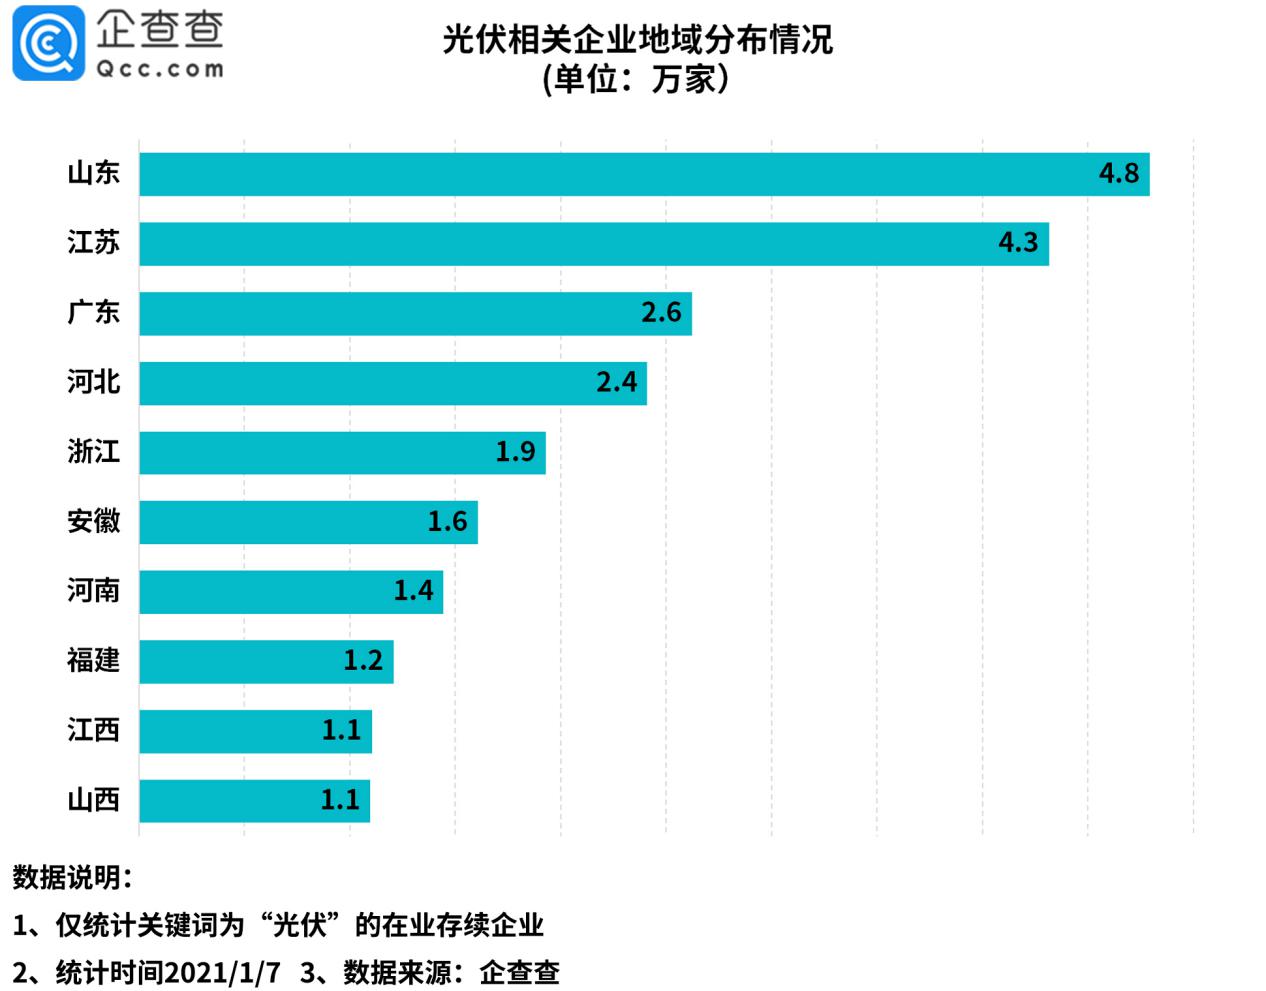 企查查
Qcc.com
光伏相关企业地域分布情况
(单位：万家）
山东 4.8
江苏 4.3
广东 2.6
河北 2.4
浙江 1.9
安徽 1.6
河南 1.4
福建 1.2
江西 1.1
山西 1.1
数据说明：
1、仅统计关键词为“光伏”的在业存续企业
2、统计时间2021/1/7 3、数据来源：企查查